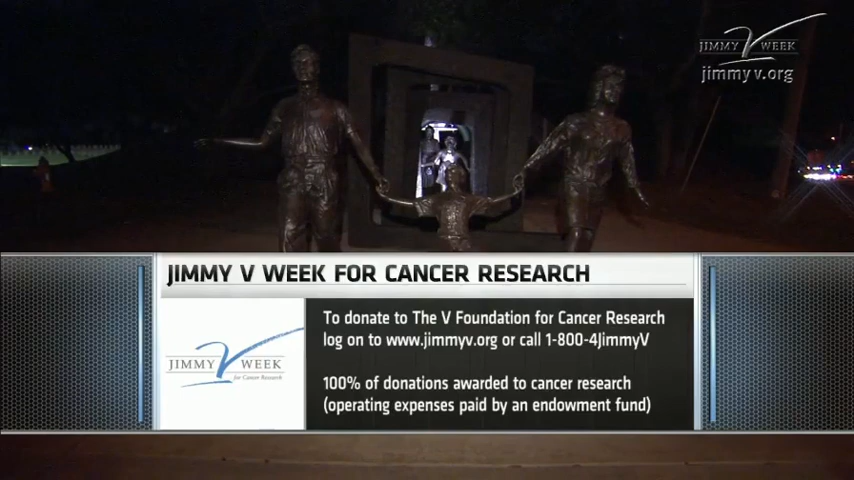 JIMMY V WEEK
jimmyv.org
JIMMY V WEEK FOR CANCER RESEARCH
JIMMY V WEEK
for Cancer Research
To donate to The V Foundation for Cancer Research
log on to www.jimmyv.org or call 1-800-4JimmyV
100% of donations awarded to cancer research
(operating expenses paid by an endowment fund)